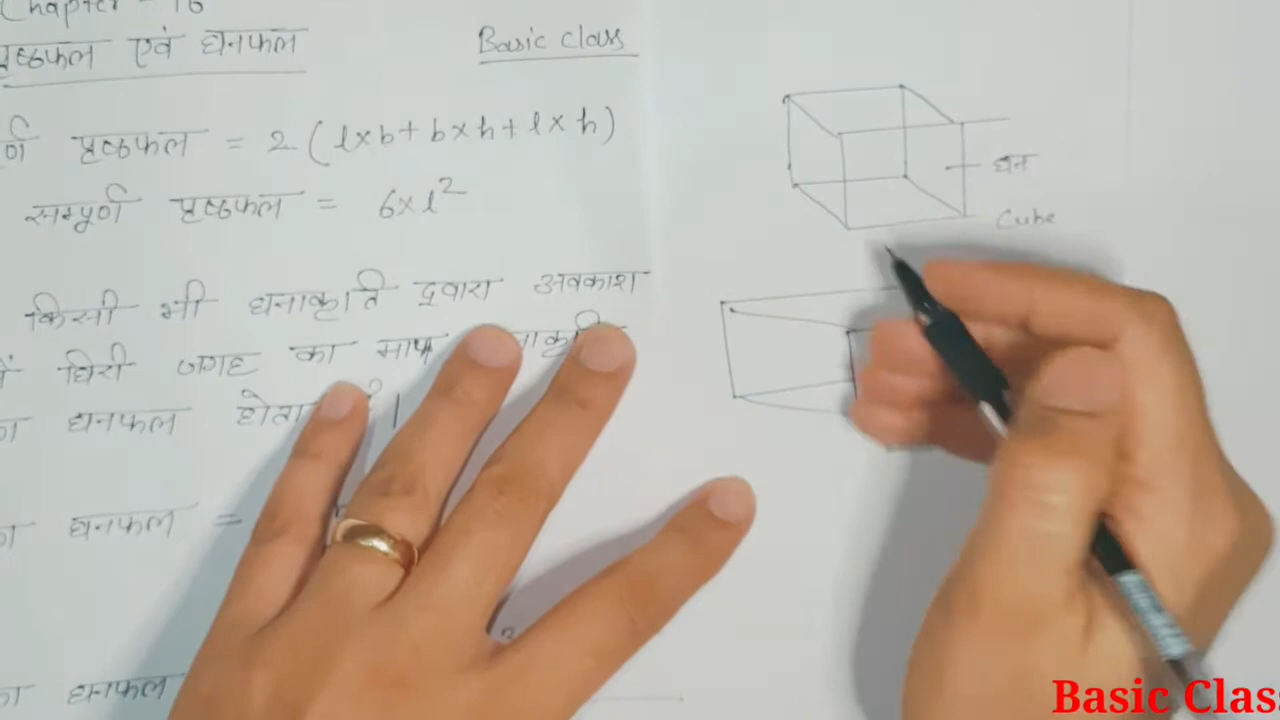 Chapter - 16
पृष्ठफल एवं घनफल
Basic Class
र्ण पृष्ठफल = 2 (l×b+b×h+l×h)
सम्पूर्ण पृष्ठफल = 6×l²
किसी भी घनाकृति द्वारा अवकाश
में घिरी जगह का माप
का घनफल होता
का घनफल =
का घनफल
घन
Cube
Basic Clas